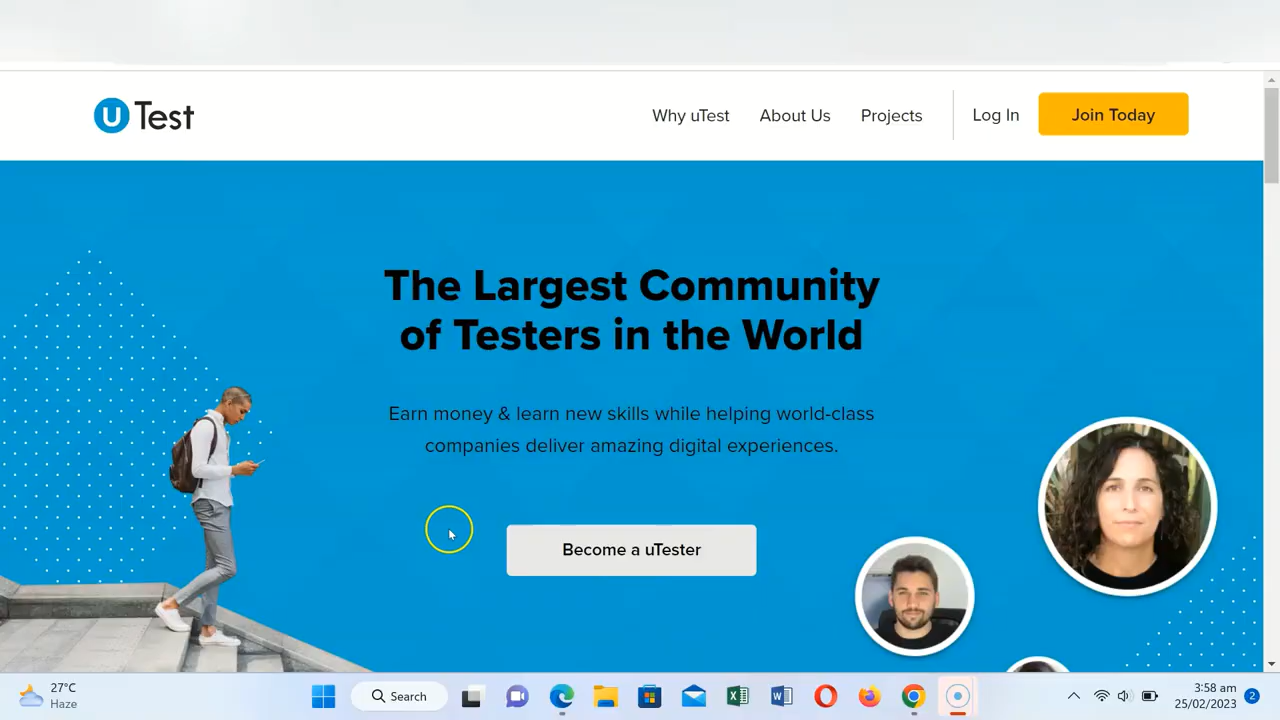 U Test
Why uTest
About Us
Projects
Log In
Join Today
The Largest Community
of Testers in the World
Earn money & learn new skills while helping world-class
companies deliver amazing digital experiences.
Become a uTester
27°C
Haze
Search
3:58 am
25/02/2023
2